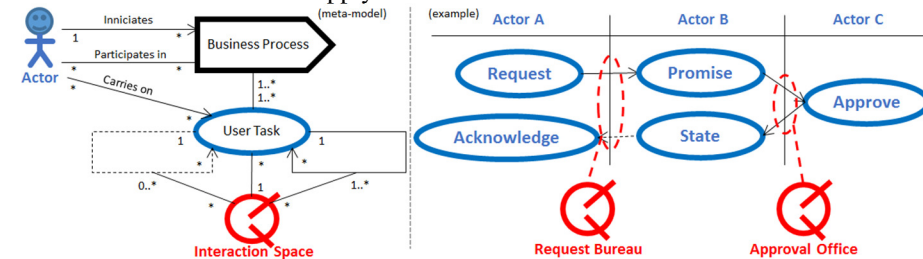 (meta-model)
Inniciates
1
*
Business Process
Participates in
*
*
Actor
Carries on
*
*
1..*
1..*
User Task
1
*
*
1
*
0..*
*
1
1..*
*
Interaction Space
(example)
Actor A
Actor B
Actor C
Request
Promise
Approve
Acknowledge
State
Request Bureau
Approval Office